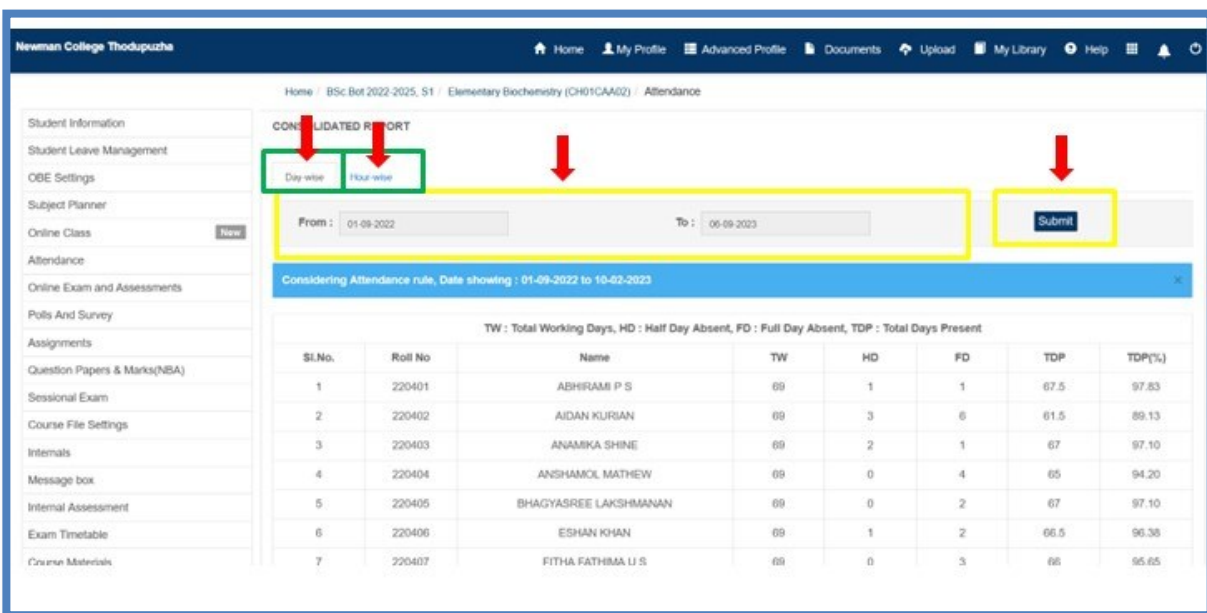 Newman College Thodupuzha Home My Profile Advanced Profile Documents Upload My Library Help
Home / BSc.Bot 2022-2025, S1 / Elementary Biochemistry (CH01CAA02) / Attendance
Student Information
Student Leave Management
OBE Settings
Subject Planner
Online Class New
Attendance
Online Exam and Assessments
Polls And Survey
Assignments
Question Papers & Marks(NBA)
Sessional Exam
Course File Settings
Internals
Message box
Internal Assessment
Exam Timetable
Course Materials
CONSOLIDATED REPORT
Day-wise Hour-wise
From : 01-09-2022 To : 06-09-2023 Submit
Considering Attendance rule, Date showing : 01-09-2022 to 10-02-2023 ×
TW : Total Working Days, HD : Half Day Absent, FD : Full Day Absent, TDP : Total Days Present
Sl.No. Roll No Name TW HD FD TDP TDP(%)
1 220401 ABHIRAMI P S 69 1 1 67.5 97.83
2 220402 AIDAN KURIAN 69 3 6 61.5 89.13
3 220403 ANAMIKA SHINE 69 2 1 67 97.10
4 220404 ANSHAMOL MATHEW 69 0 4 65 94.20
5 220405 BHAGYASREE LAKSHMANAN 69 0 2 67 97.10
6 220406 ESHAN KHAN 69 1 2 66.5 96.38
7 220407 FITHA FATHIMA U S 69 0 3 66 95.65